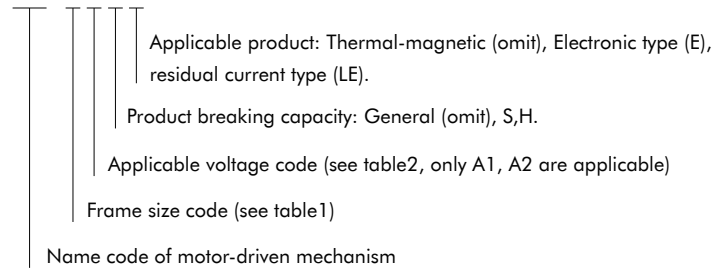 Applicable product: Thermal-magnetic (omit), Electronic type (E),
residual current type (LE).
Product breaking capacity: General (omit), S,H.
Applicable voltage code (see table2, only A1, A2 are applicable)
Frame size code (see table1)
Name code of motor-driven mechanism